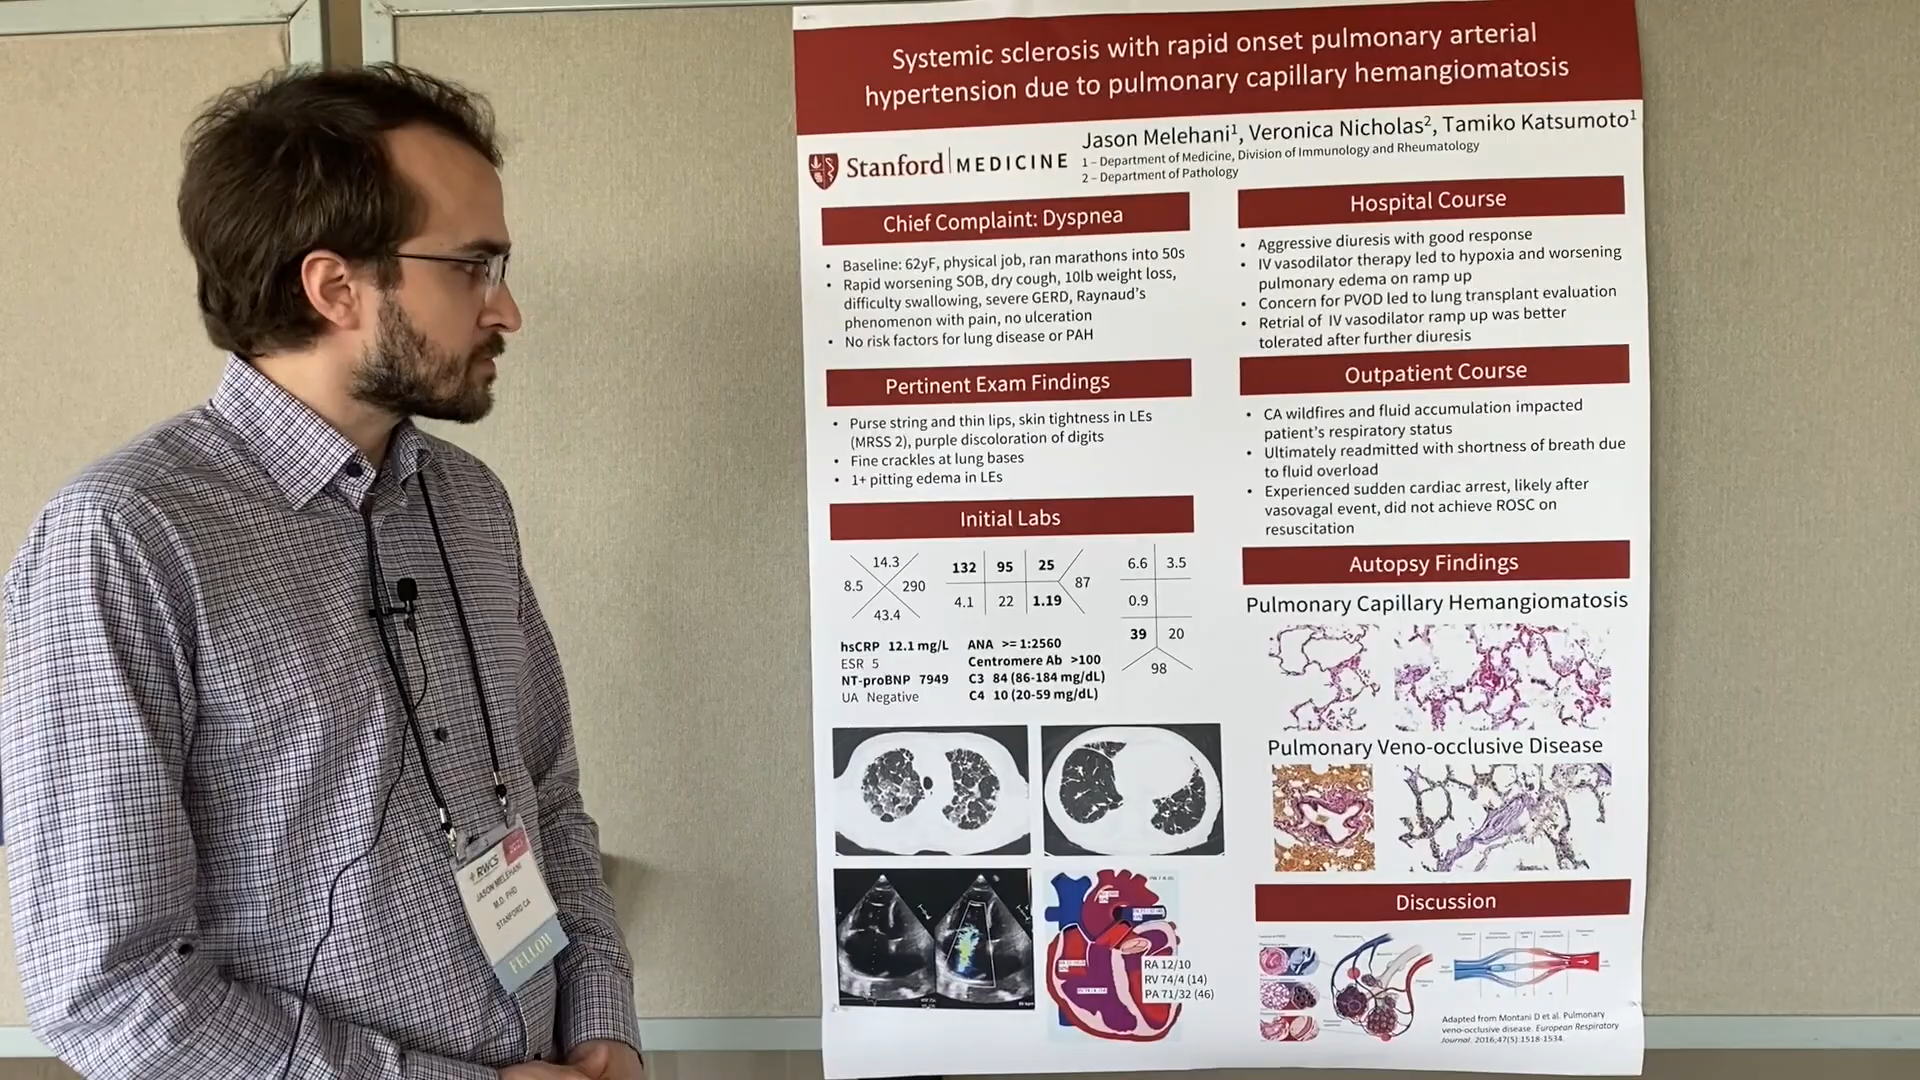 Systemic sclerosis with rapid onset pulmonary arterial
hypertension due to pulmonary capillary hemangiomatosis
Jason Melehani¹, Veronica Nicholas², Tamiko Katsumoto¹
1 – Department of Medicine, Division of Immunology and Rheumatology
2 – Department of Pathology
Stanford MEDICINE
Chief Complaint: Dyspnea
• Baseline: 62yF, physical job, ran marathons into 50s
• Rapid worsening SOB, dry cough, 10lb weight loss,
difficulty swallowing, severe GERD, Raynaud's
phenomenon with pain, no ulceration
• No risk factors for lung disease or PAH
Pertinent Exam Findings
• Purse string and thin lips, skin tightness in LEs
(MRSS 2), purple discoloration of digits
• Fine crackles at lung bases
• 1+ pitting edema in LEs
Initial Labs
14.3
8.5 290
43.4
132 95 25
87
4.1 22 1.19
6.6 3.5
0.9
39 20
98
hsCRP 12.1 mg/L
ESR 5
NT-proBNP 7949
UA Negative
ANA >= 1:2560
Centromere Ab >100
C3 84 (86-184 mg/dL)
C4 10 (20-59 mg/dL)
RA 12/10
RV 74/4 (14)
PA 71/32 (46)
Hospital Course
• Aggressive diuresis with good response
• IV vasodilator therapy led to hypoxia and worsening
pulmonary edema on ramp up
• Concern for PVOD led to lung transplant evaluation
• Retrial of IV vasodilator ramp up was better
tolerated after further diuresis
Outpatient Course
• CA wildfires and fluid accumulation impacted
patient's respiratory status
• Ultimately readmitted with shortness of breath due
to fluid overload
• Experienced sudden cardiac arrest, likely after
vasovagal event, did not achieve ROSC on
resuscitation
Autopsy Findings
Pulmonary Capillary Hemangiomatosis
Pulmonary Veno-occlusive Disease
Discussion
Adapted from Montani D et al. Pulmonary
veno-occlusive disease. European Respiratory
Journal. 2016;47(5):1518-1534.
RWCS
2023
JASON MELEHANI
M.D. PHD
STANFORD CA
FELLOW